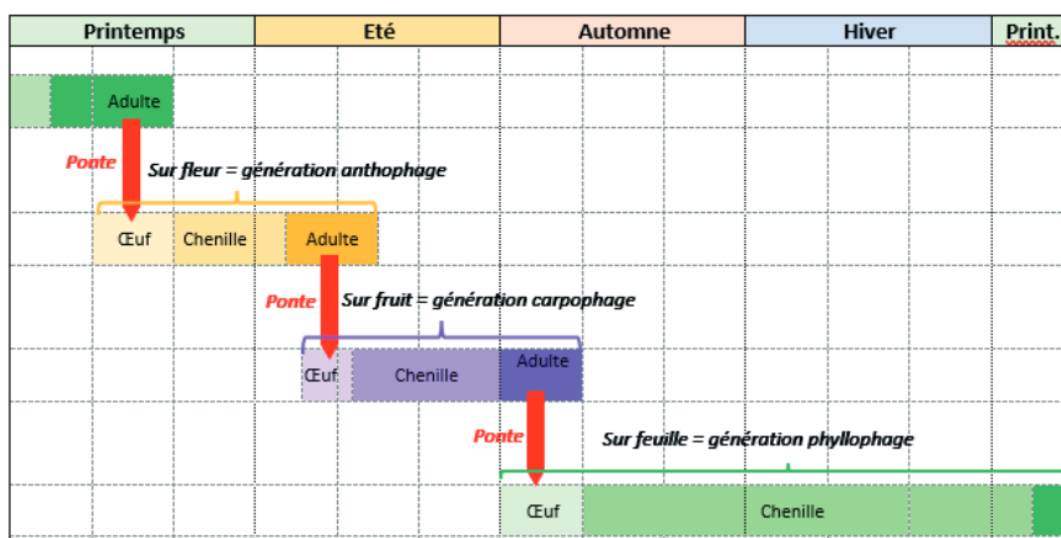 Printemps Eté Automne Hiver Print.
Adulte
Ponte
Sur fleur = génération anthophage
Œuf Chenille Adulte
Ponte
Sur fruit = génération carpophage
Œuf Chenille Adulte
Ponte
Sur feuille = génération phyllophage
Œuf Chenille